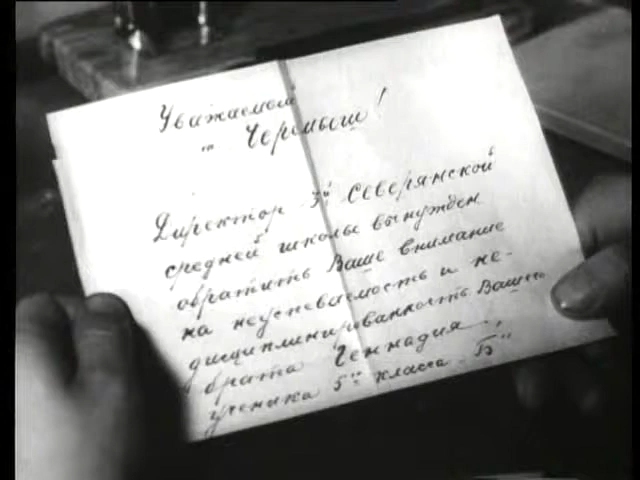 Уважаемый
т. Черемыш!
Директор 3й Северянской
средней школы вынужден
обратить Ваше внимание
на неуспеваемость и не-
дисциплинированность Вашего
брата Геннадия,
ученика 5го класса „Б"